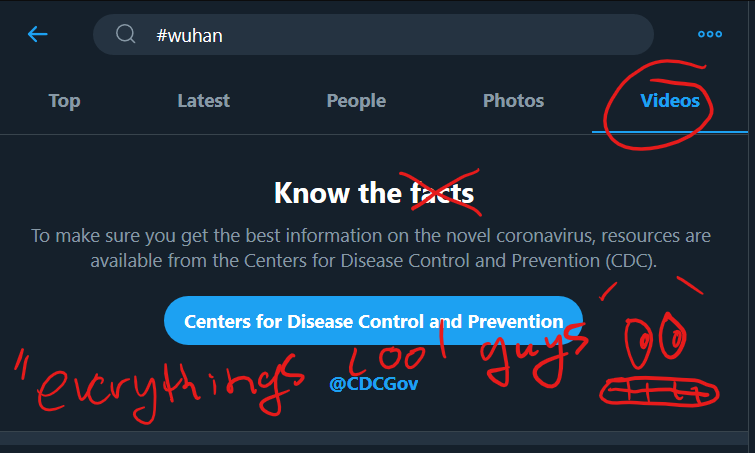 #wuhan
Top Latest People Photos Videos
Know the facts
To make sure you get the best information on the novel coronavirus, resources are
available from the Centers for Disease Control and Prevention (CDC).
Centers for Disease Control and Prevention
"everythings cool guys
@CDCGov